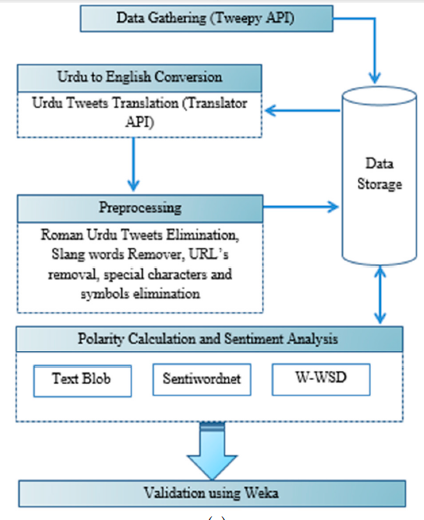 Data Gathering (Tweepy API)
Urdu to English Conversion
Urdu Tweets Translation (Translator
API)
Data
Storage
Preprocessing
Roman Urdu Tweets Elimination,
Slang words Remover, URL's
removal, special characters and
symbols elimination
Polarity Calculation and Sentiment Analysis
Text Blob
Sentiwordnet
W-WSD
Validation using Weka